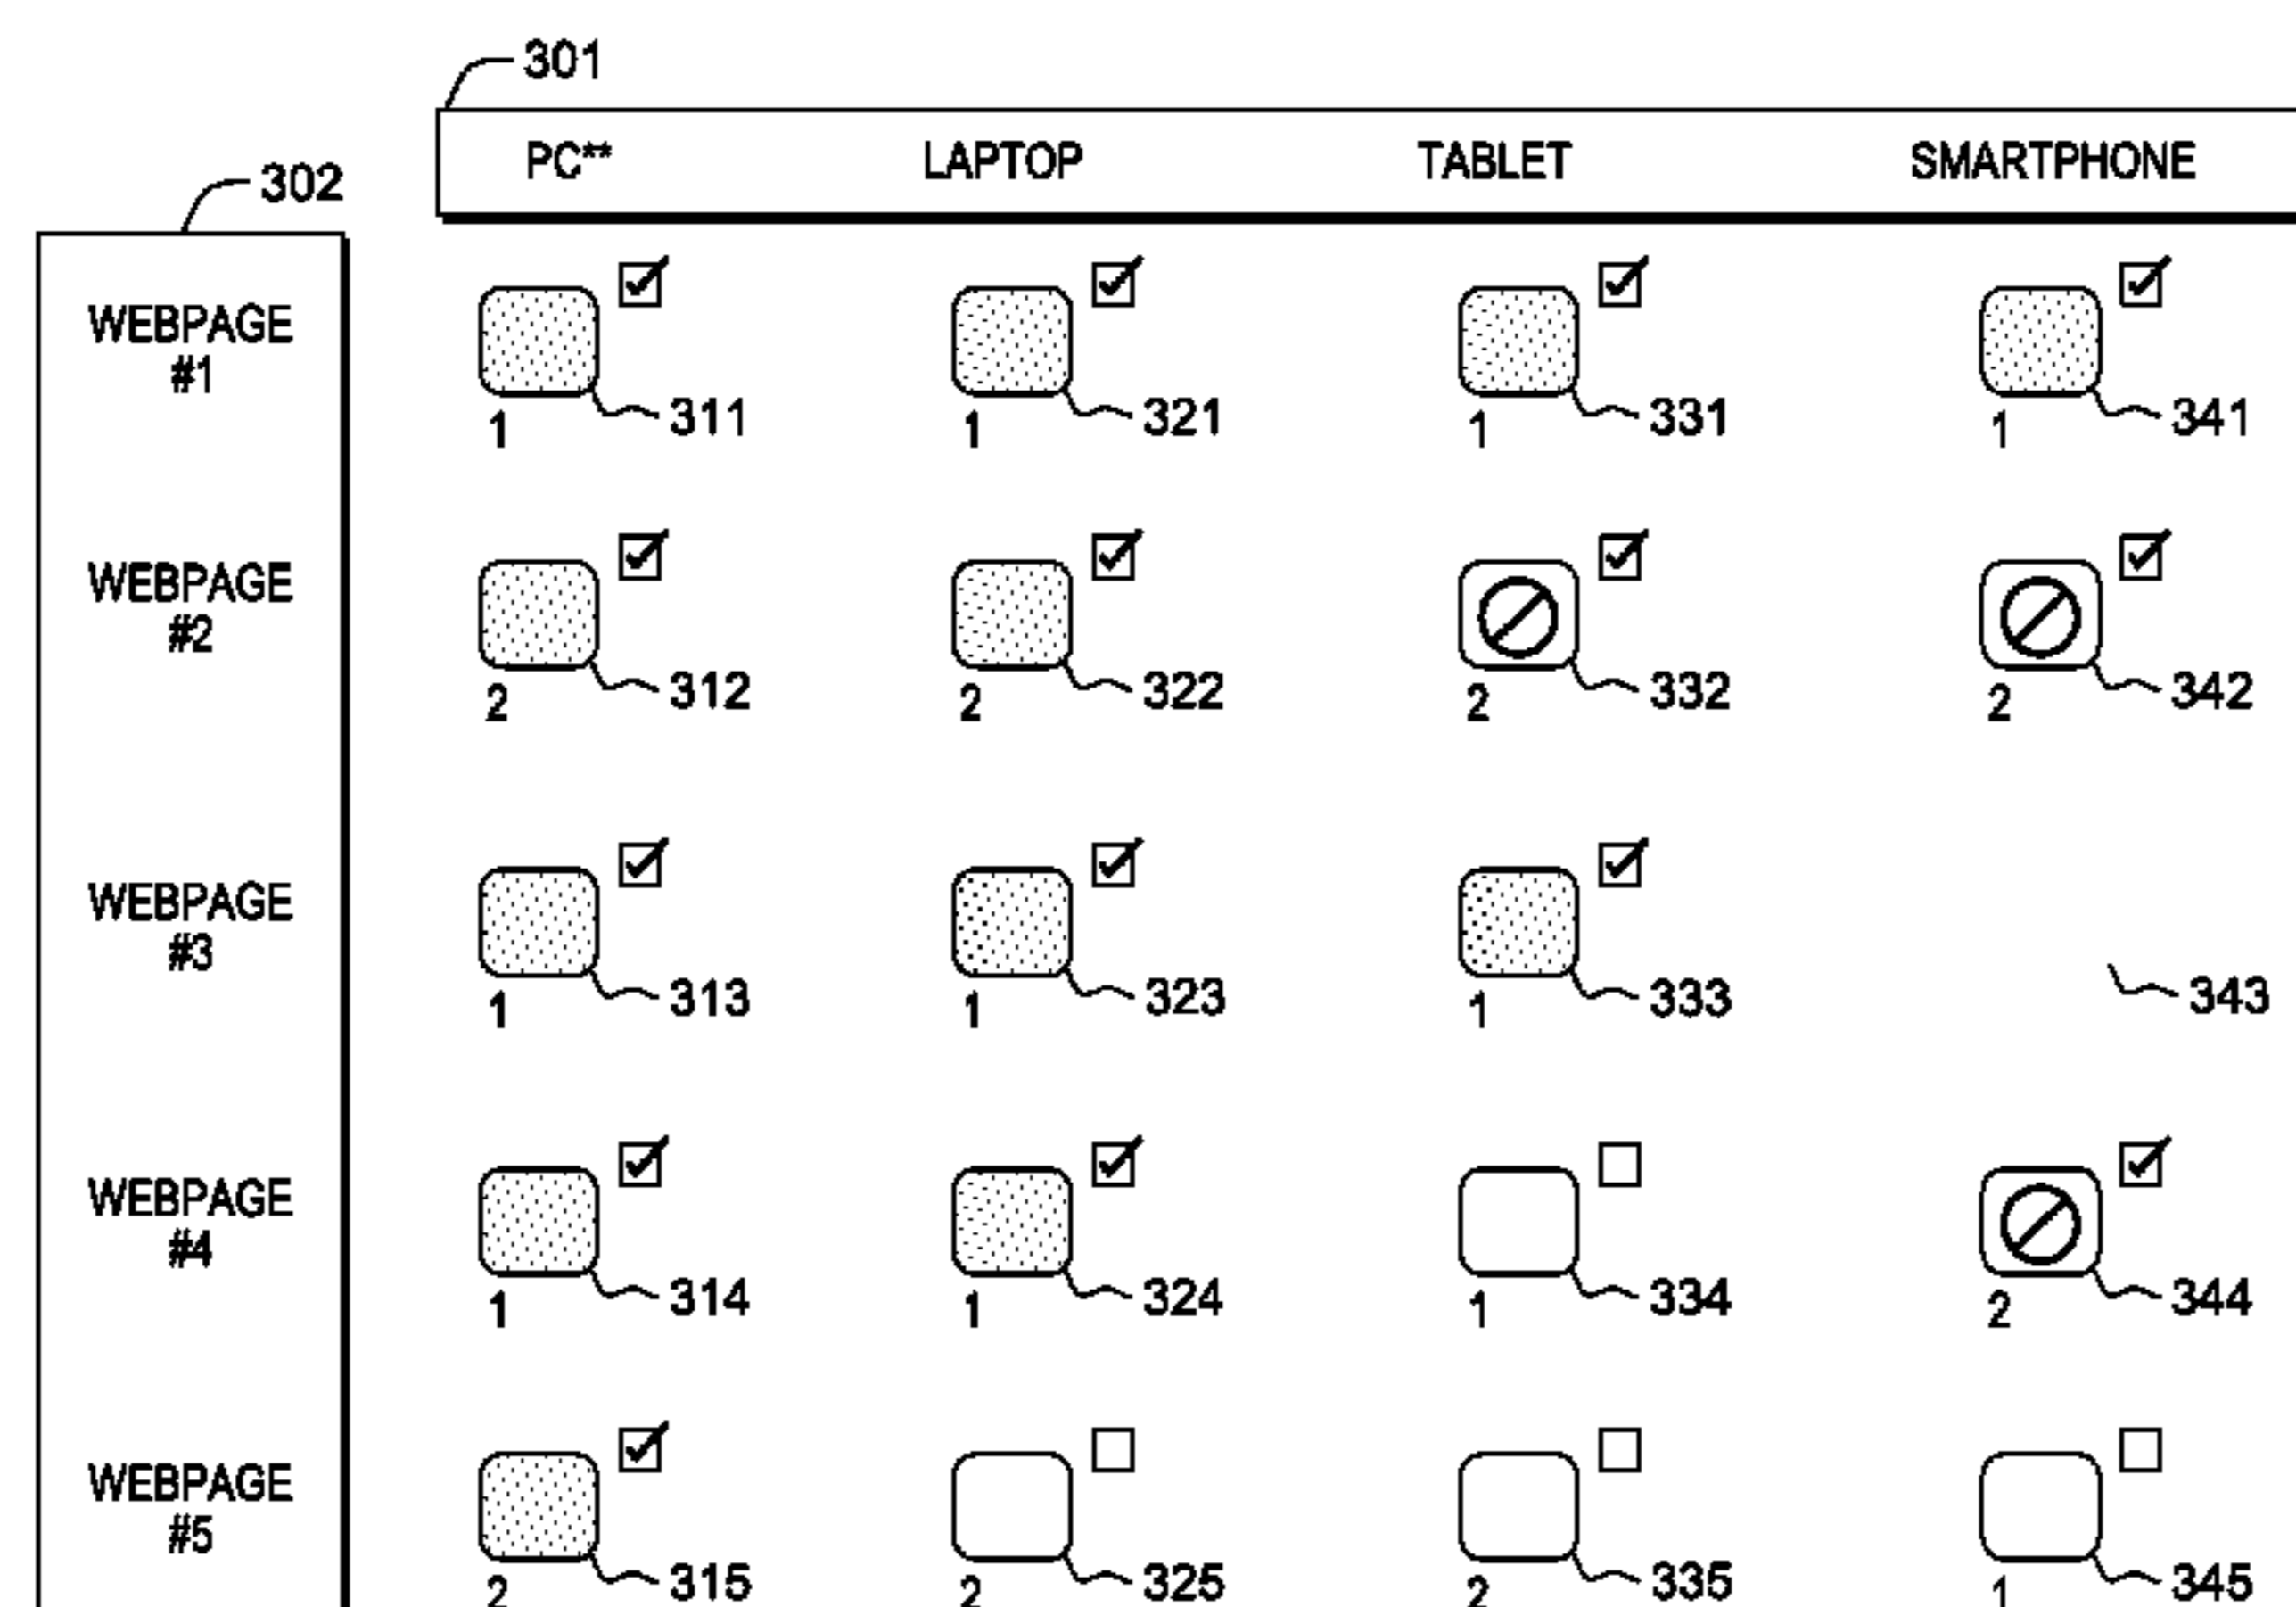 301
PC** LAPTOP TABLET SMARTPHONE
302
WEBPAGE
#1
1 311 1 321 1 331 1 341
WEBPAGE
#2
2 312 2 322 2 332 2 342
WEBPAGE
#3
1 313 1 323 1 333 343
WEBPAGE
#4
1 314 1 324 1 334 2 344
WEBPAGE
#5
2 315 2 325 2 335 1 345